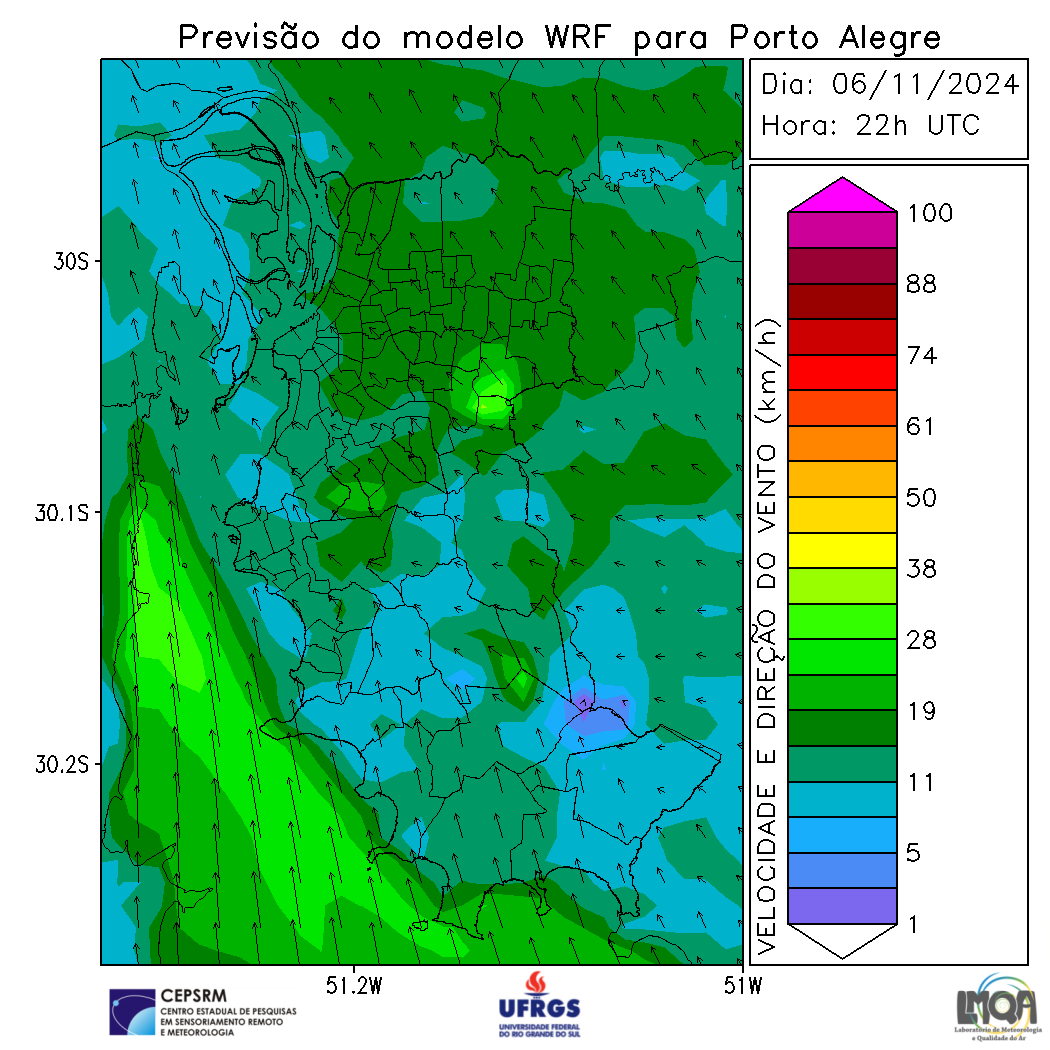 Previsão do modelo WRF para Porto Alegre
Dia: 06/11/2024
Hora: 22h UTC
30S
30.1S
30.2S
51.2W
51W
VELOCIDADE E DIREÇÃO DO VENTO (km/h)
100
88
74
61
50
38
28
19
11
5
1
CEPSRM
CENTRO ESTADUAL DE PESQUISAS
EM SENSORIAMENTO REMOTO
E METEOROLOGIA
UFRGS
UNIVERSIDADE FEDERAL
DO RIO GRANDE DO SUL
LMQA
Laboratório de Meteorologia
e Qualidade do Ar